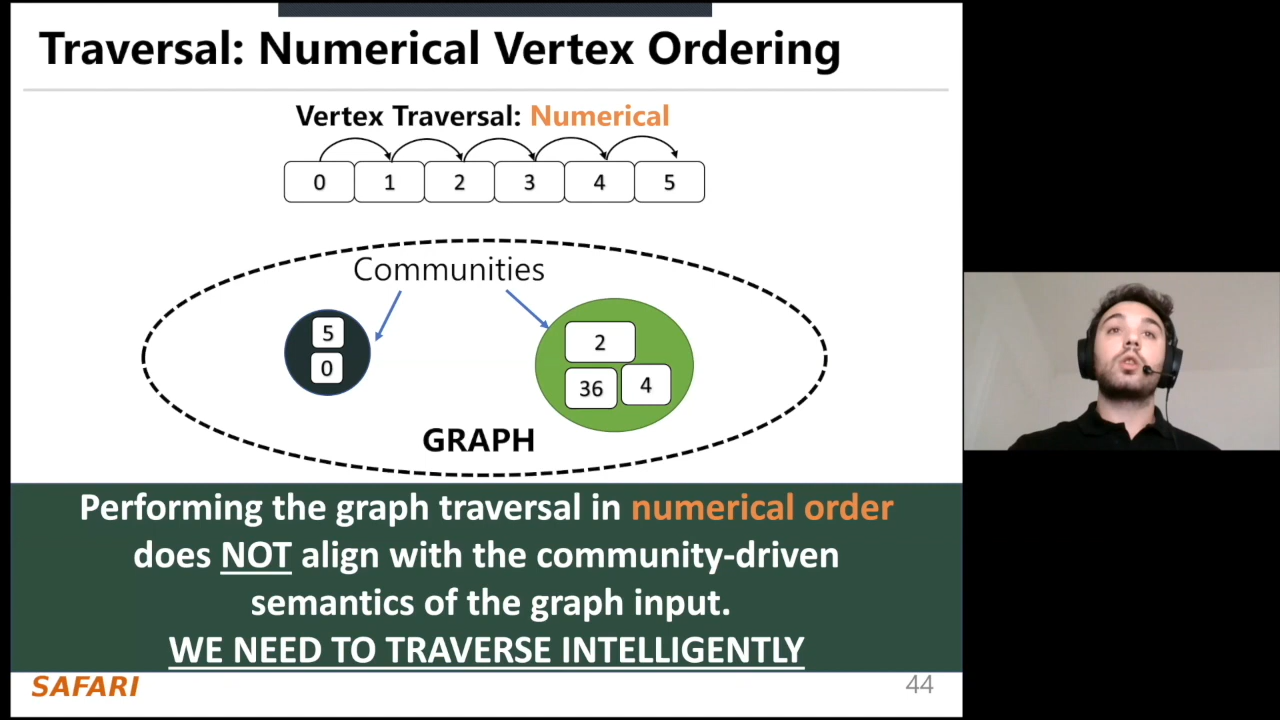 Traversal: Numerical Vertex Ordering
Vertex Traversal: Numerical
0 1 2 3 4 5
Communities
5
0
2
36 4
GRAPH
Performing the graph traversal in numerical order
does NOT align with the community-driven
semantics of the graph input.
WE NEED TO TRAVERSE INTELLIGENTLY
SAFARI
44